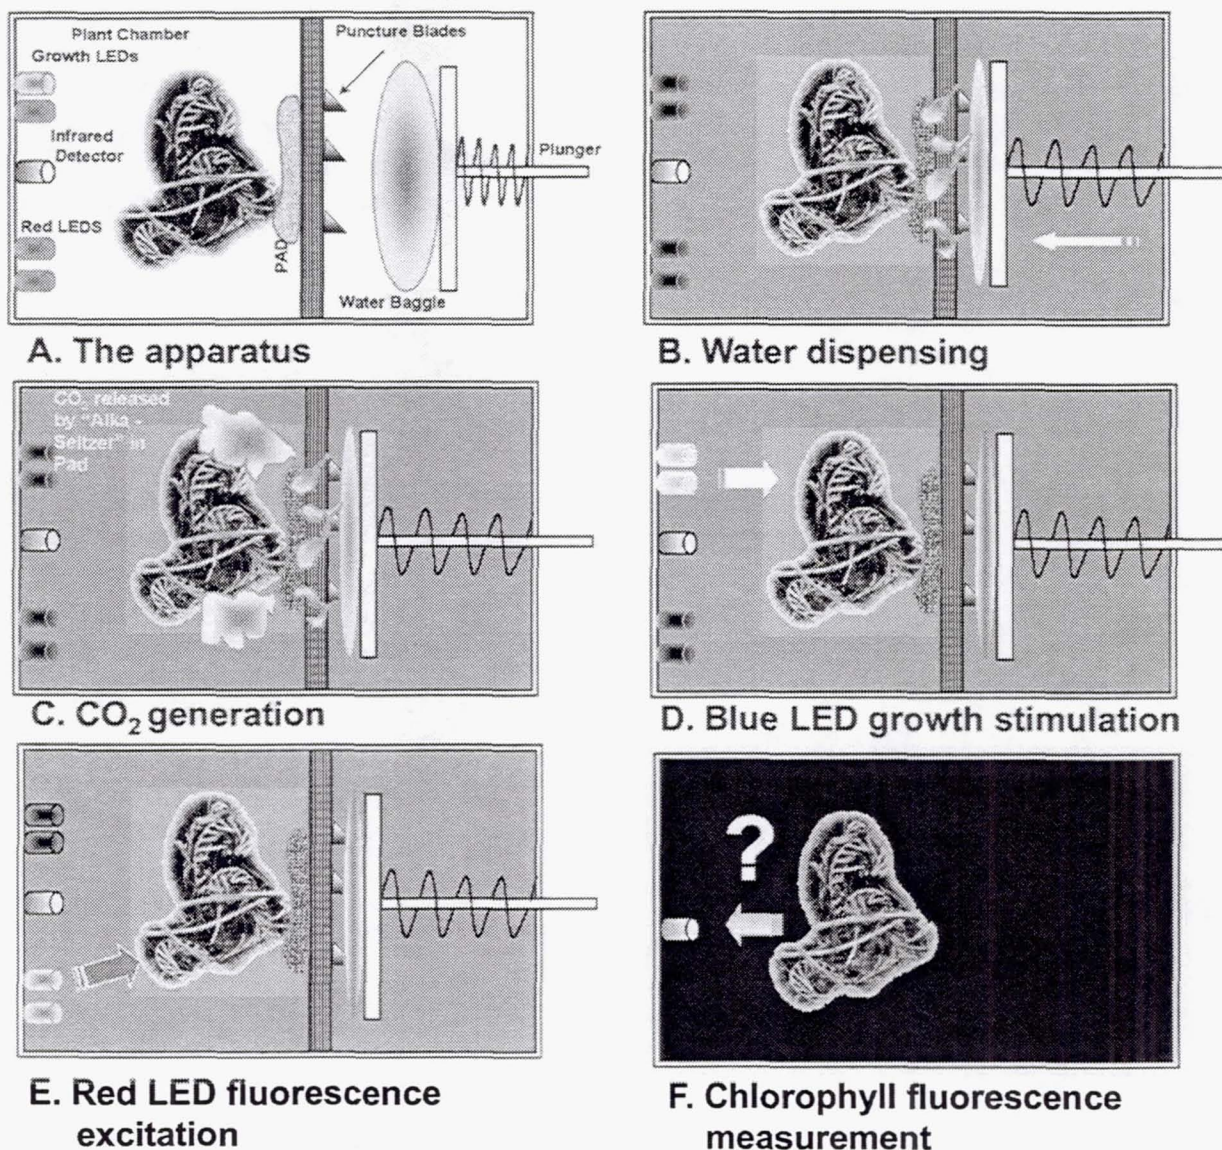 Plant Chamber
Growth LEDs
Puncture Blades
Infrared
Detector
Plunger
Red LEDS
PAD
Water Baggle
A. The apparatus
B. Water dispensing
CO2 released
by "Alka -
Seltzer" in
Pad
C. CO2 generation
D. Blue LED growth stimulation
E. Red LED fluorescence
excitation
?
F. Chlorophyll fluorescence
measurement